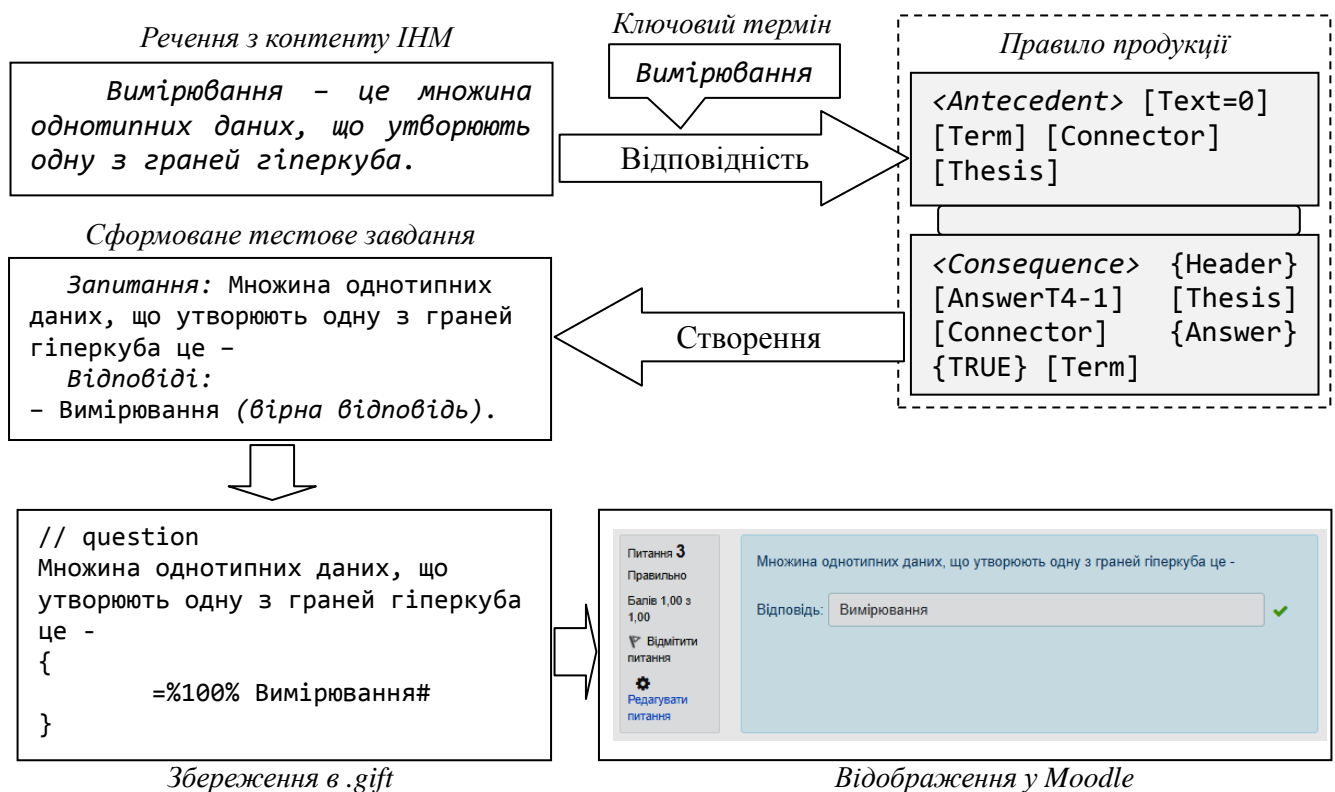 Речення з контенту ІНМ
Вимірювання – це множина
однотипних даних, що утворюють
одну з граней гіперкуба.
Ключовий термін
Вимірювання
Відповідність
Правило продукції
<Antecedent> [Text=0]
[Term] [Connector]
[Thesis]
<Consequence> {Header}
[AnswerT4-1] [Thesis]
[Connector] {Answer}
{TRUE} [Term]
Створення
Сформоване тестове завдання
Запитання: Множина однотипних
даних, що утворюють одну з граней
гіперкуба це –
Відповіді:
– Вимірювання (вірна відповідь).
// question
Множина однотипних даних, що
утворюють одну з граней гіперкуба
це -
{
=%100% Вимірювання#
}
Збереження в .gift
Питання 3
Правильно
Балів 1,00 з
1,00
Відмітити
питання
Редагувати
питання
Множина однотипних даних, що утворюють одну з граней гіперкуба це -
Відповідь: Вимірювання
Відображення у Moodle